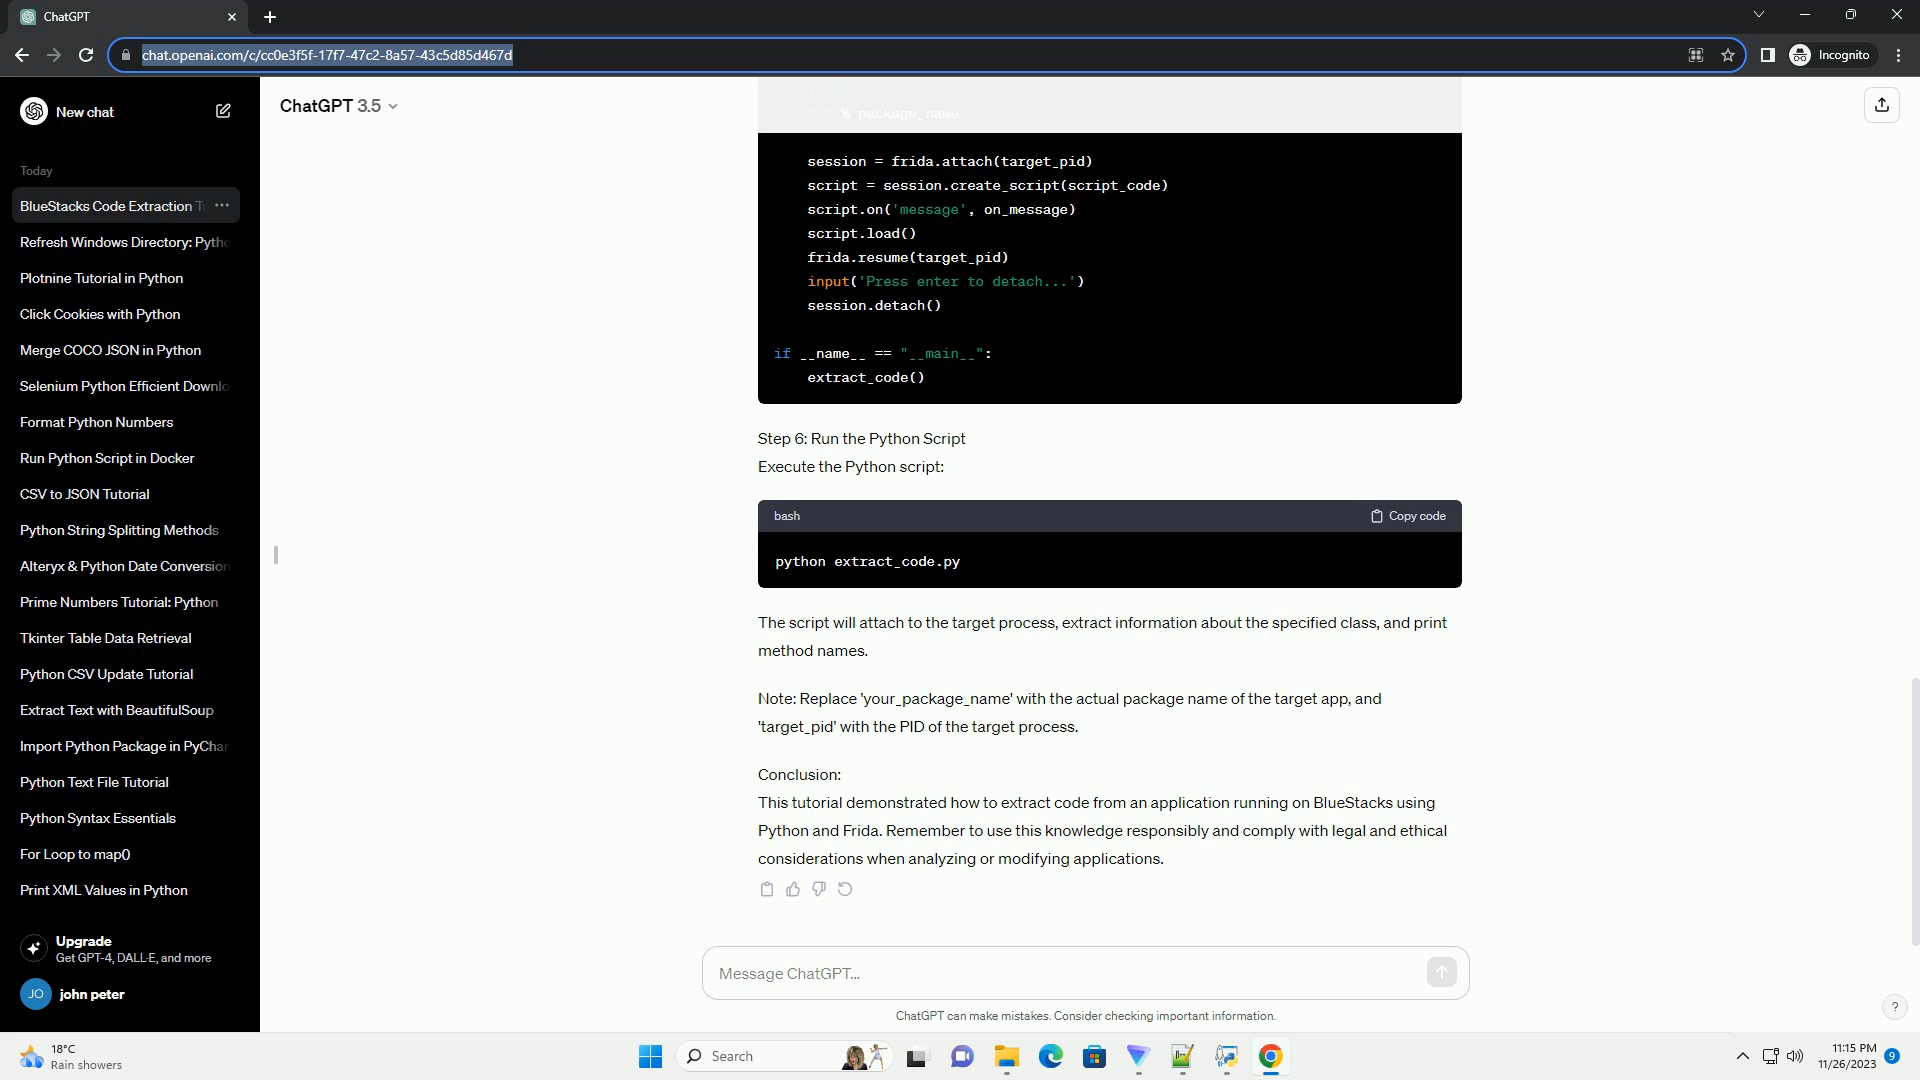 ChatGPT
chat.openai.com/c/cc0e3f5f-17f7-47c2-8a57-43c5d85d467d
Incognito
New chat
Today
BlueStacks Code Extraction T
Refresh Windows Directory: Pytho
Plotnine Tutorial in Python
Click Cookies with Python
Merge COCO JSON in Python
Selenium Python Efficient Downlo
Format Python Numbers
Run Python Script in Docker
CSV to JSON Tutorial
Python String Splitting Methods
Alteryx & Python Date Conversion
Prime Numbers Tutorial: Python
Tkinter Table Data Retrieval
Python CSV Update Tutorial
Extract Text with BeautifulSoup
Import Python Package in PyChar
Python Text File Tutorial
Python Syntax Essentials
For Loop to map()
Print XML Values in Python
Upgrade
Get GPT-4, DALL·E, and more
JO john peter
ChatGPT 3.5
% package_name
session = frida.attach(target_pid)
script = session.create_script(script_code)
script.on('message', on_message)
script.load()
frida.resume(target_pid)
input('Press enter to detach...')
session.detach()
if __name__ == "__main__":
extract_code()
Step 6: Run the Python Script
Execute the Python script:
bash
Copy code
python extract_code.py
The script will attach to the target process, extract information about the specified class, and print
method names.
Note: Replace 'your_package_name' with the actual package name of the target app, and
'target_pid' with the PID of the target process.
Conclusion:
This tutorial demonstrated how to extract code from an application running on BlueStacks using
Python and Frida. Remember to use this knowledge responsibly and comply with legal and ethical
considerations when analyzing or modifying applications.
Message ChatGPT...
ChatGPT can make mistakes. Consider checking important information.
?
18°C
Rain showers
Search
11:15 PM
11/26/2023
9